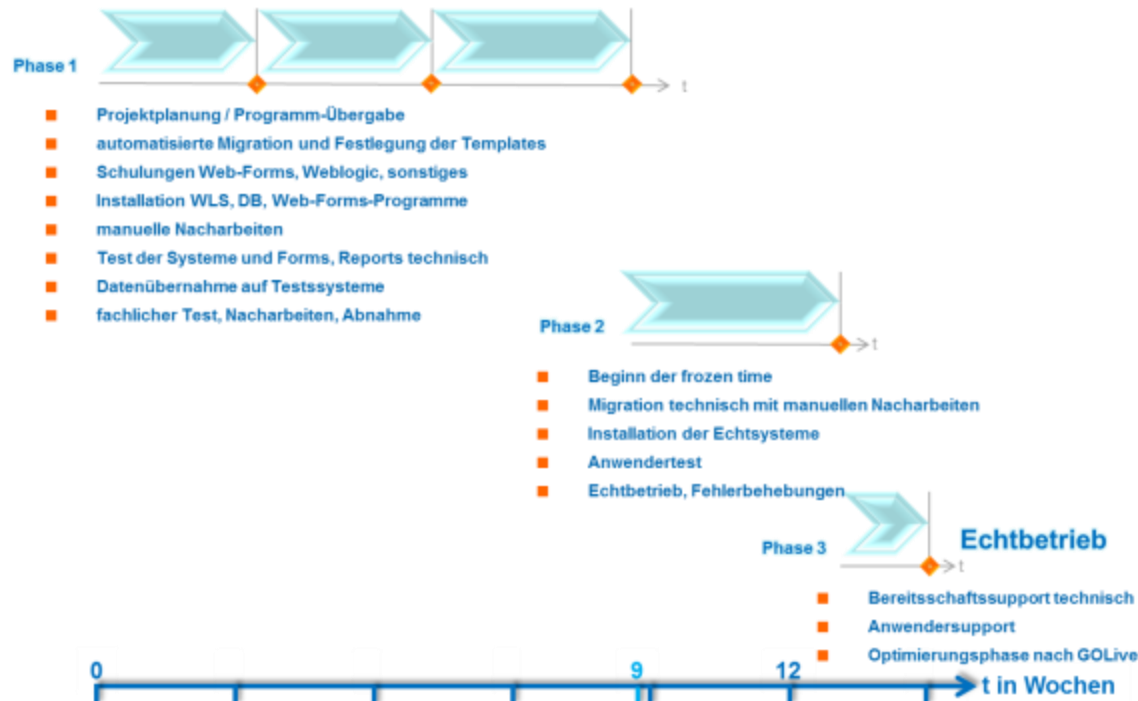 Phase 1
t
Projektplanung / Programm-Übergabe
automatisierte Migration und Festlegung der Templates
Schulungen Web-Forms, Weblogic, sonstiges
Installation WLS, DB, Web-Forms-Programme
manuelle Nacharbeiten
Test der Systeme und Forms, Reports technisch
Datenübernahme auf Testssysteme
fachlicher Test, Nacharbeiten, Abnahme
Phase 2
t
Beginn der frozen time
Migration technisch mit manuellen Nacharbeiten
Installation der Echtsysteme
Anwendertest
Echtbetrieb, Fehlerbehebungen
Phase 3
t
Echtbetrieb
Bereitsschaftssupport technisch
Anwendersupport
Optimierungsphase nach GOLive
0 9 12
t in Wochen